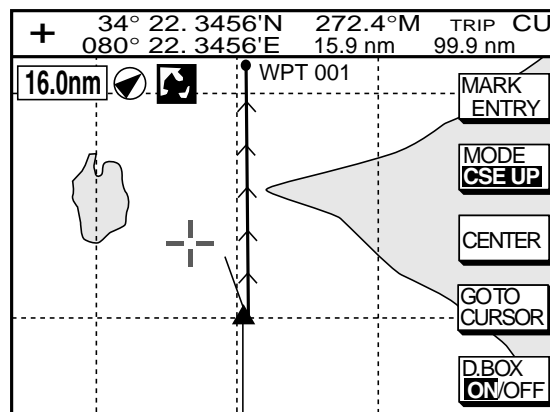 + 34° 22. 3456'N 272.4°M TRIP CU
080° 22. 3456'E 15.9 nm 99.9 nm
16.0nm
WPT 001
MARK
ENTRY
MODE
CSE UP
CENTER
GOTO
CURSOR
D.BOX
ON/OFF